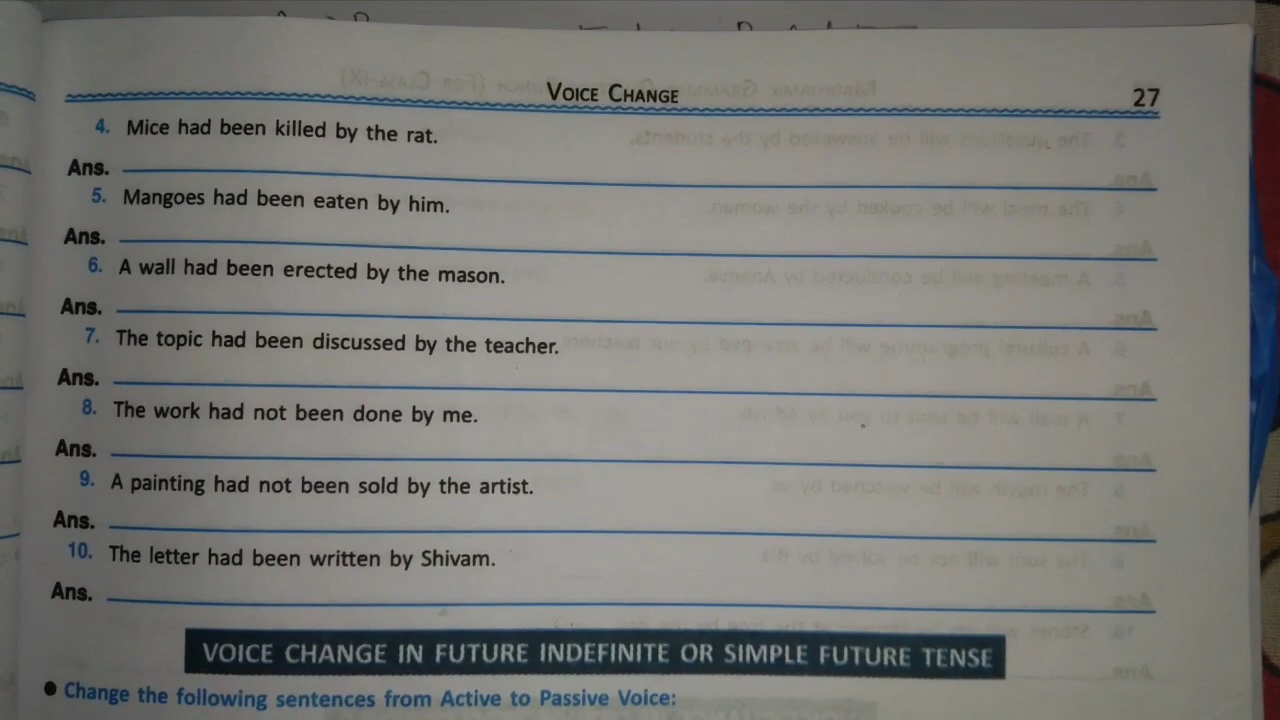 VOICE CHANGE
27
4. Mice had been killed by the rat.
Ans.
5. Mangoes had been eaten by him.
Ans.
6. A wall had been erected by the mason.
Ans.
7. The topic had been discussed by the teacher.
Ans.
8. The work had not been done by me.
Ans.
9. A painting had not been sold by the artist.
Ans.
10. The letter had been written by Shivam.
Ans.
VOICE CHANGE IN FUTURE INDEFINITE OR SIMPLE FUTURE TENSE
● Change the following sentences from Active to Passive Voice: